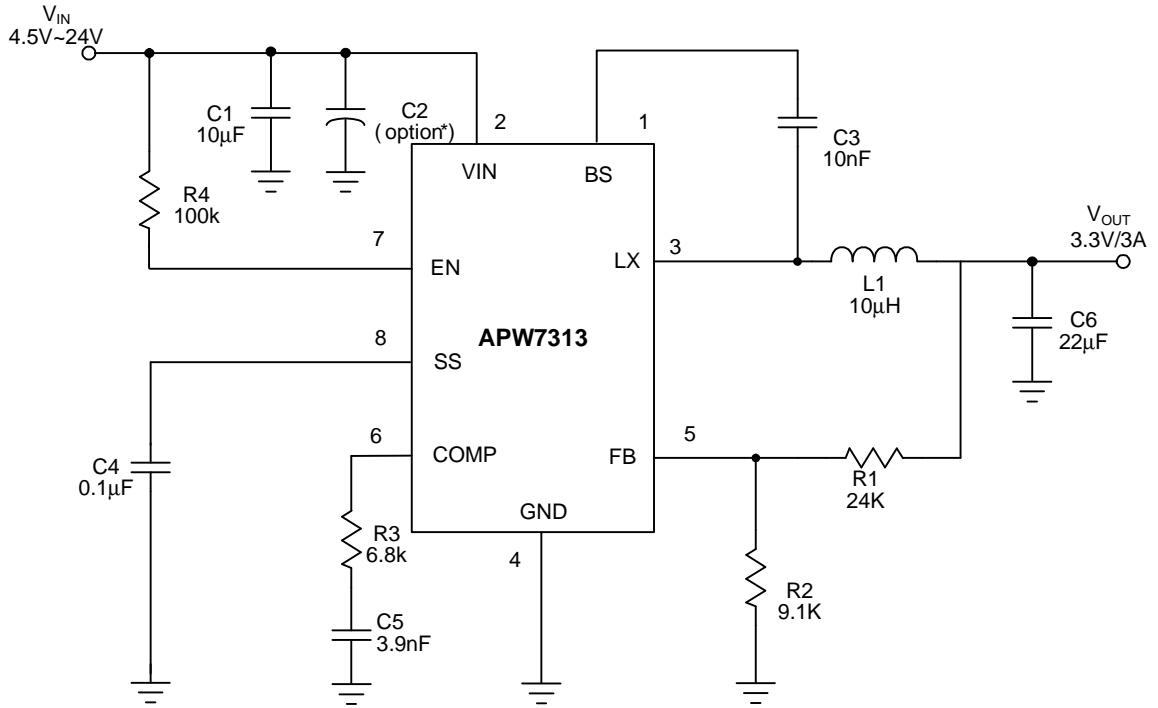 V_IN
4.5V~24V
C1
10μF
C2
(option*)
2
1
C3
10nF
VIN
BS
R4
100k
V_OUT
3.3V/3A
7
EN
LX
3
L1
10μH
C6
22μF
APW7313
8
SS
6
COMP
FB
5
R1
24K
C4
0.1μF
GND
R3
6.8k
4
R2
9.1K
C5
3.9nF